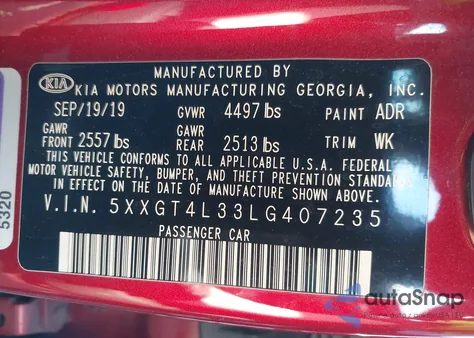 MANUFACTURED BY
KIA KIA MOTORS MANUFACTURING GEORGIA, INC.
SEP/19/19 GVWR 4497 lbs PAINT ADR
GAWR GAWR
FRONT 2557 lbs REAR 2513 lbs TRIM WK
THIS VEHICLE CONFORMS TO ALL APPLICABLE U.S.A. FEDERAL
MOTOR VEHICLE SAFETY, BUMPER, AND THEFT PREVENTION STANDARDS
IN EFFECT ON THE DATE OF MANUFACTURE SHOWN ABOVE.
V.I.N. 5XXGT4L33LG407235
PASSENGER CAR
5320
autaSnap